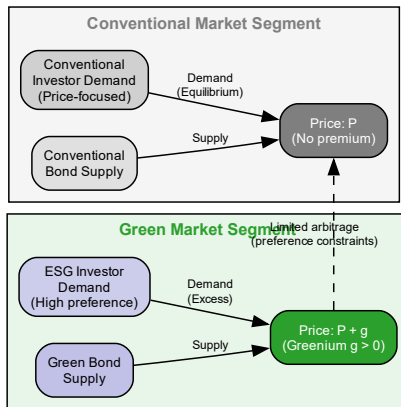 Conventional Market Segment
Conventional
Investor Demand
(Price-focused)
Demand
(Equilibrium)
Price: P
(No premium)
Conventional
Bond Supply
Supply
Limited arbitrage
(preference constraints)
Green Market Segment
ESG Investor
Demand
(High preference)
Demand
(Excess)
Price: P + g
(Greenium g > 0)
Green Bond
Supply
Supply